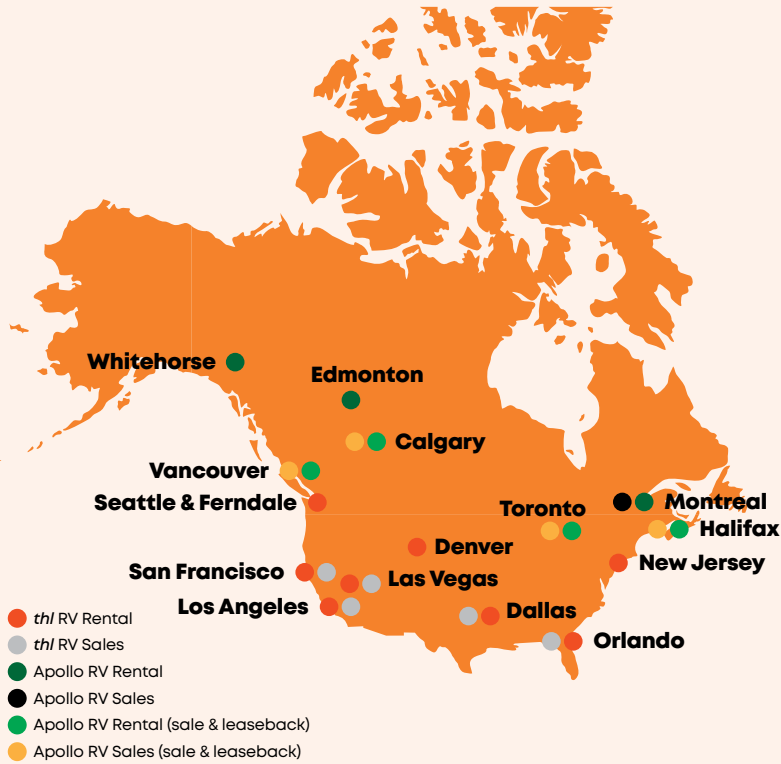 Whitehorse
Edmonton
Calgary
Vancouver
Seattle & Ferndale
Toronto
Montreal
Halifax
Denver
New Jersey
San Francisco
Las Vegas
Los Angeles
Dallas
Orlando
thl RV Rental
thl RV Sales
Apollo RV Rental
Apollo RV Sales
Apollo RV Rental (sale & leaseback)
Apollo RV Sales (sale & leaseback)